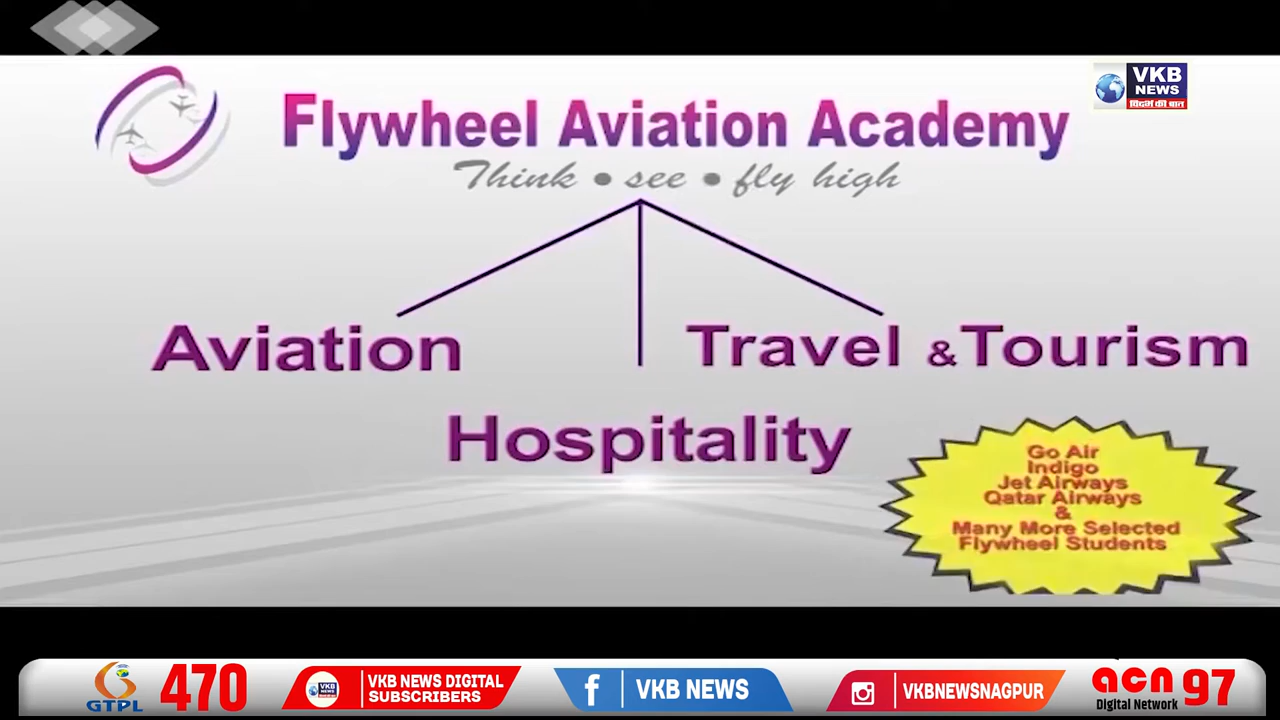 VKB
NEWS
विदर्भ की बात
Flywheel Aviation Academy
Think • see • fly high
Aviation
Travel & Tourism
Hospitality
Go Air
Indigo
Jet Airways
Qatar Airways
&
Many More Selected
Flywheel Students
GTPL
470
VKB NEWS
VKB NEWS DIGITAL
SUBSCRIBERS
f
VKB NEWS
VKBNEWSNAGPUR
acn 97
Digital Network